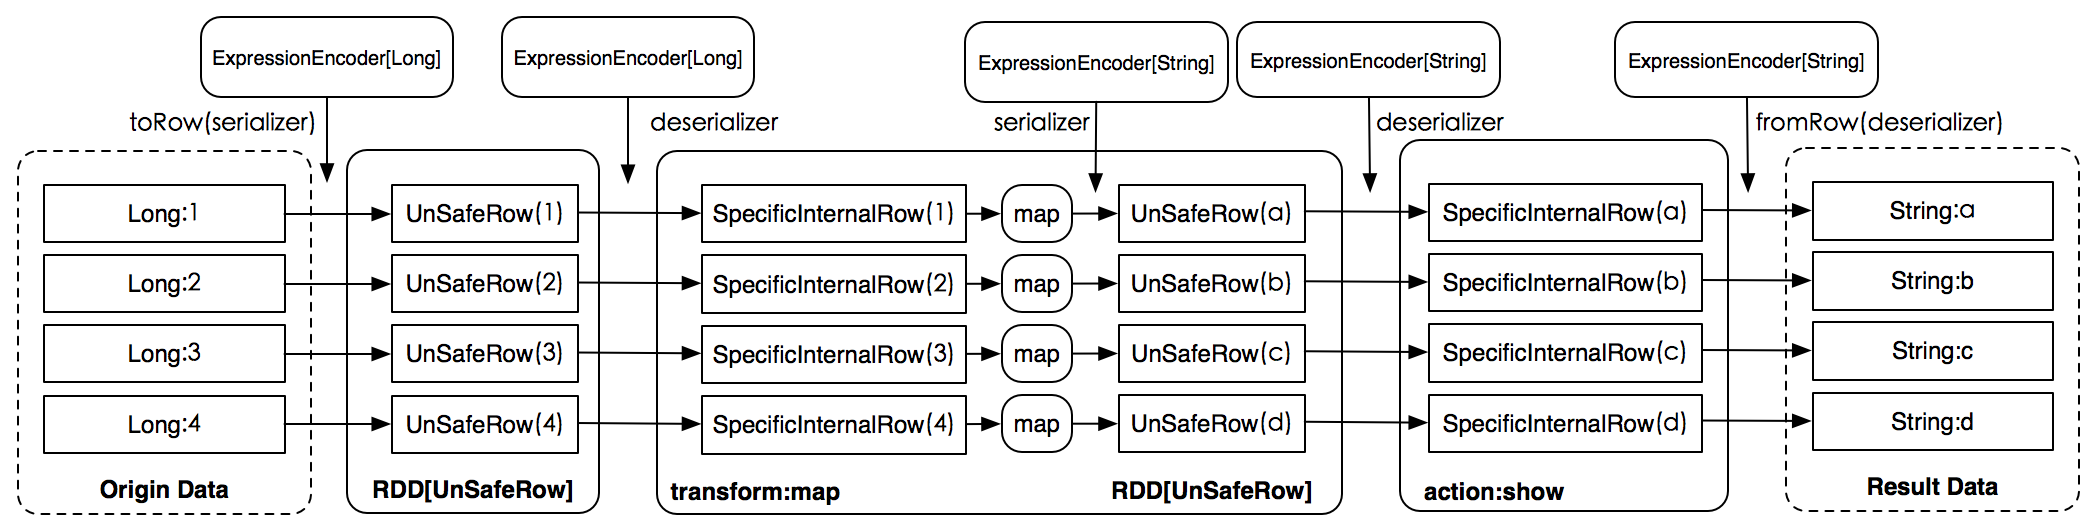 ExpressionEncoder[Long]
ExpressionEncoder[Long]
ExpressionEncoder[String]
ExpressionEncoder[String]
ExpressionEncoder[String]
toRow(serializer)
deserializer
serializer
deserializer
fromRow(deserializer)
Long:1
UnSafeRow(1)
SpecificInternalRow(1)
map
UnSafeRow(a)
SpecificInternalRow(a)
String:a
Long:2
UnSafeRow(2)
SpecificInternalRow(2)
map
UnSafeRow(b)
SpecificInternalRow(b)
String:b
Long:3
UnSafeRow(3)
SpecificInternalRow(3)
map
UnSafeRow(c)
SpecificInternalRow(c)
String:c
Long:4
UnSafeRow(4)
SpecificInternalRow(4)
map
UnSafeRow(d)
SpecificInternalRow(d)
String:d
Origin Data
RDD[UnSafeRow]
transform:map
RDD[UnSafeRow]
action:show
Result Data